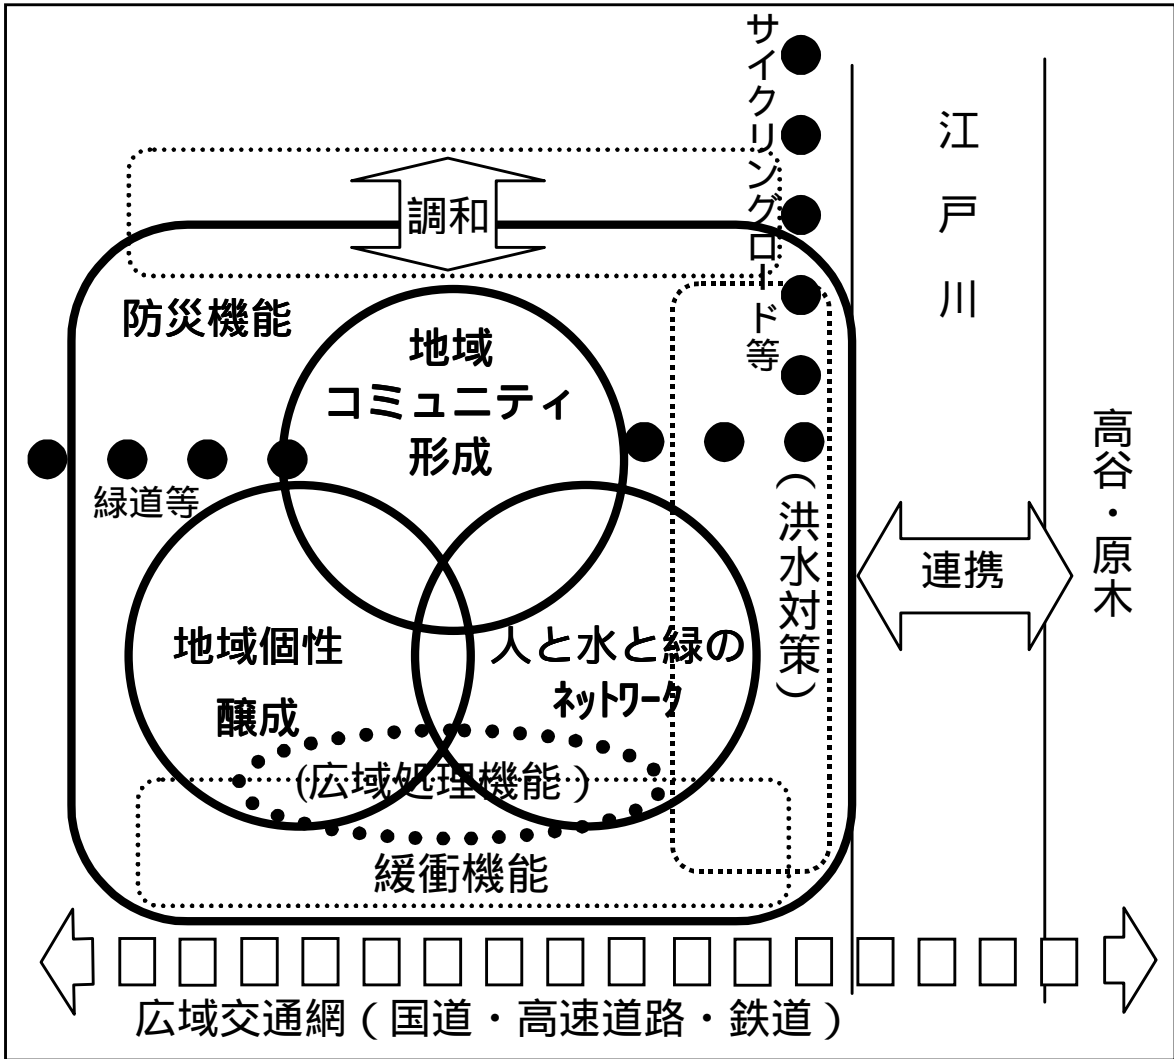 サイクリングロード等
江戸川
調和
防災機能
地域
コミュニティ
形成
緑道等
高谷・原木
(洪水対策)
連携
地域個性
醸成
人と水と緑の
ネットワータ
(広域処理機能)
緩衝機能
広域交通網(国道・高速道路・鉄道)